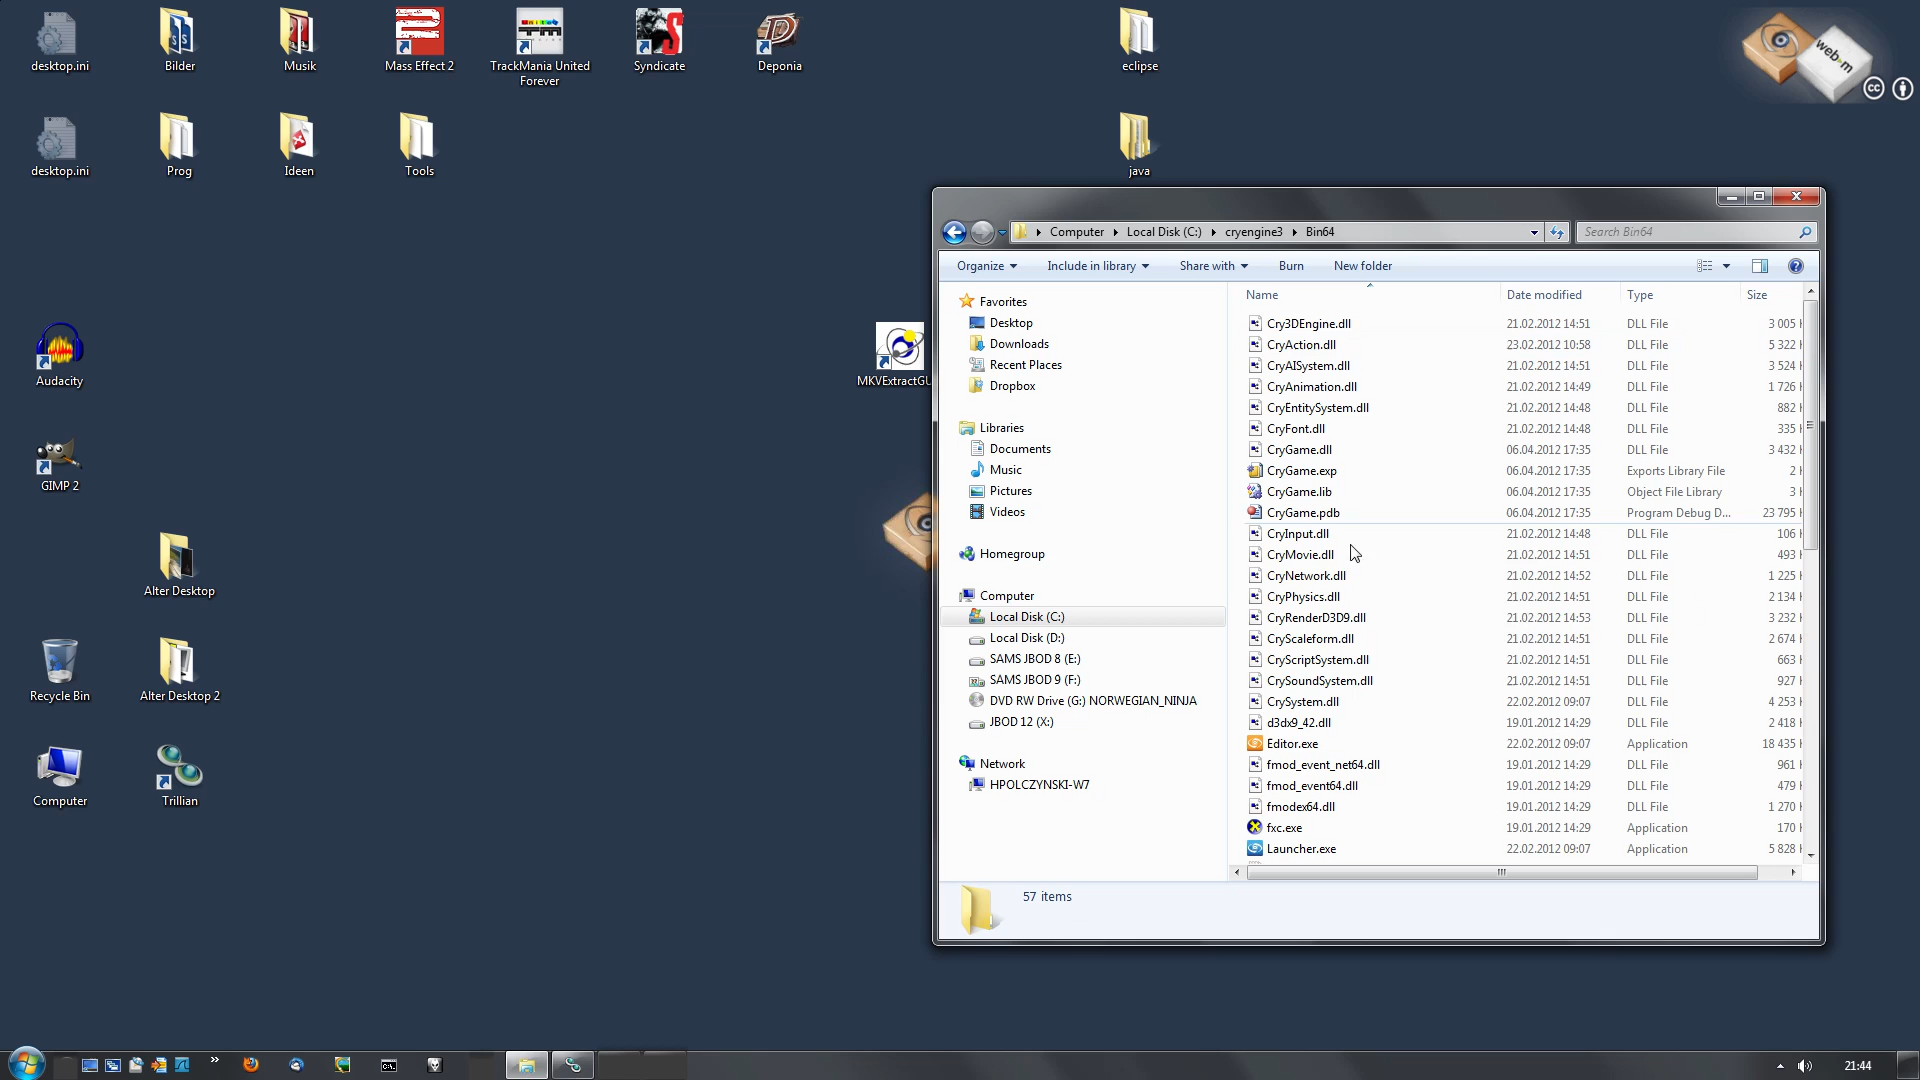 desktop.ini
Bilder
Musik
Mass Effect 2
TrackMania United
Forever
Syndicate
Deponia
eclipse
web·m
cc
desktop.ini
Prog
Ideen
Tools
java
Computer
Local Disk (C:)
cryengine3
Bin64
Search Bin64
Organize
Include in library
Share with
Burn
New folder
Name
Date modified
Type
Size
Favorites
Desktop
Downloads
Recent Places
Dropbox
Libraries
Documents
Music
Pictures
Videos
Homegroup
Computer
Local Disk (C:)
Local Disk (D:)
SAMS JBOD 8 (E:)
SAMS JBOD 9 (F:)
DVD RW Drive (G:) NORWEGIAN_NINJA
JBOD 12 (X:)
Network
HPOLCZYNSKI-W7
Cry3DEngine.dll 21.02.2012 14:51 DLL File 3 005
CryAction.dll 23.02.2012 10:58 DLL File 5 322
CryAISystem.dll 21.02.2012 14:51 DLL File 3 524
CryAnimation.dll 21.02.2012 14:49 DLL File 1 726
CryEntitySystem.dll 21.02.2012 14:48 DLL File 882
CryFont.dll 21.02.2012 14:48 DLL File 335
CryGame.dll 06.04.2012 17:35 DLL File 3 432
CryGame.exp 06.04.2012 17:35 Exports Library File 2
CryGame.lib 06.04.2012 17:35 Object File Library 3
CryGame.pdb 06.04.2012 17:35 Program Debug D... 23 795
CryInput.dll 21.02.2012 14:48 DLL File 106
CryMovie.dll 21.02.2012 14:51 DLL File 493
CryNetwork.dll 21.02.2012 14:52 DLL File 1 225
CryPhysics.dll 21.02.2012 14:51 DLL File 2 134
CryRenderD3D9.dll 21.02.2012 14:53 DLL File 3 232
CryScaleform.dll 21.02.2012 14:51 DLL File 2 674
CryScriptSystem.dll 21.02.2012 14:51 DLL File 663
CrySoundSystem.dll 21.02.2012 14:51 DLL File 927
CrySystem.dll 22.02.2012 09:07 DLL File 4 253
d3dx9_42.dll 19.01.2012 14:29 DLL File 2 418
Editor.exe 22.02.2012 09:07 Application 18 435
fmod_event_net64.dll 19.01.2012 14:29 DLL File 961
fmod_event64.dll 19.01.2012 14:29 DLL File 479
fmodex64.dll 19.01.2012 14:29 DLL File 1 270
fxc.exe 19.01.2012 14:29 Application 170
Launcher.exe 22.02.2012 09:07 Application 5 828
57 items
Audacity
MKVExtractGU
GIMP 2
Alter Desktop
Recycle Bin
Alter Desktop 2
Computer
Trillian
21:44